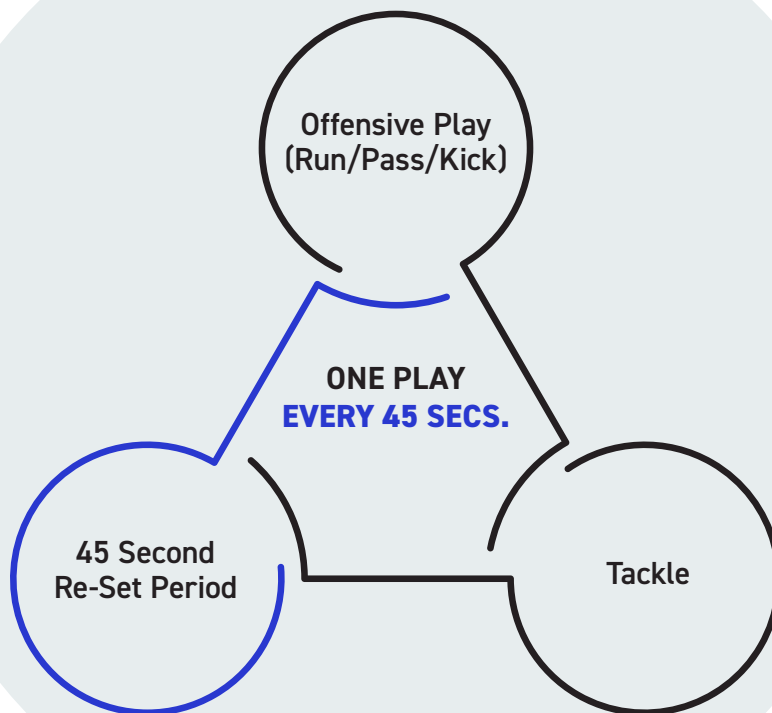 Offensive Play
(Run/Pass/Kick)
ONE PLAY
EVERY 45 SECS.
45 Second
Re-Set Period
Tackle